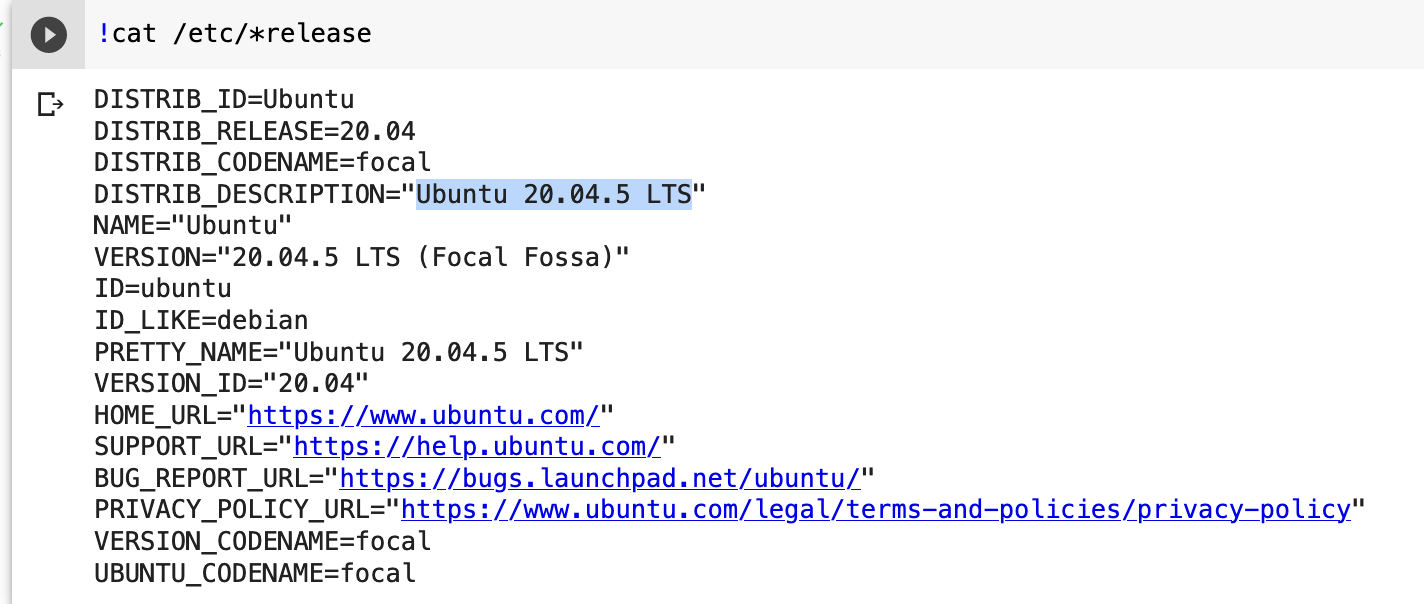 !cat /etc/*release
DISTRIB_ID=Ubuntu
DISTRIB_RELEASE=20.04
DISTRIB_CODENAME=focal
DISTRIB_DESCRIPTION="Ubuntu 20.04.5 LTS"
NAME="Ubuntu"
VERSION="20.04.5 LTS (Focal Fossa)"
ID=ubuntu
ID_LIKE=debian
PRETTY_NAME="Ubuntu 20.04.5 LTS"
VERSION_ID="20.04"
HOME_URL="https://www.ubuntu.com/"
SUPPORT_URL="https://help.ubuntu.com/"
BUG_REPORT_URL="https://bugs.launchpad.net/ubuntu/"
PRIVACY_POLICY_URL="https://www.ubuntu.com/legal/terms-and-policies/privacy-policy"
VERSION_CODENAME=focal
UBUNTU_CODENAME=focal